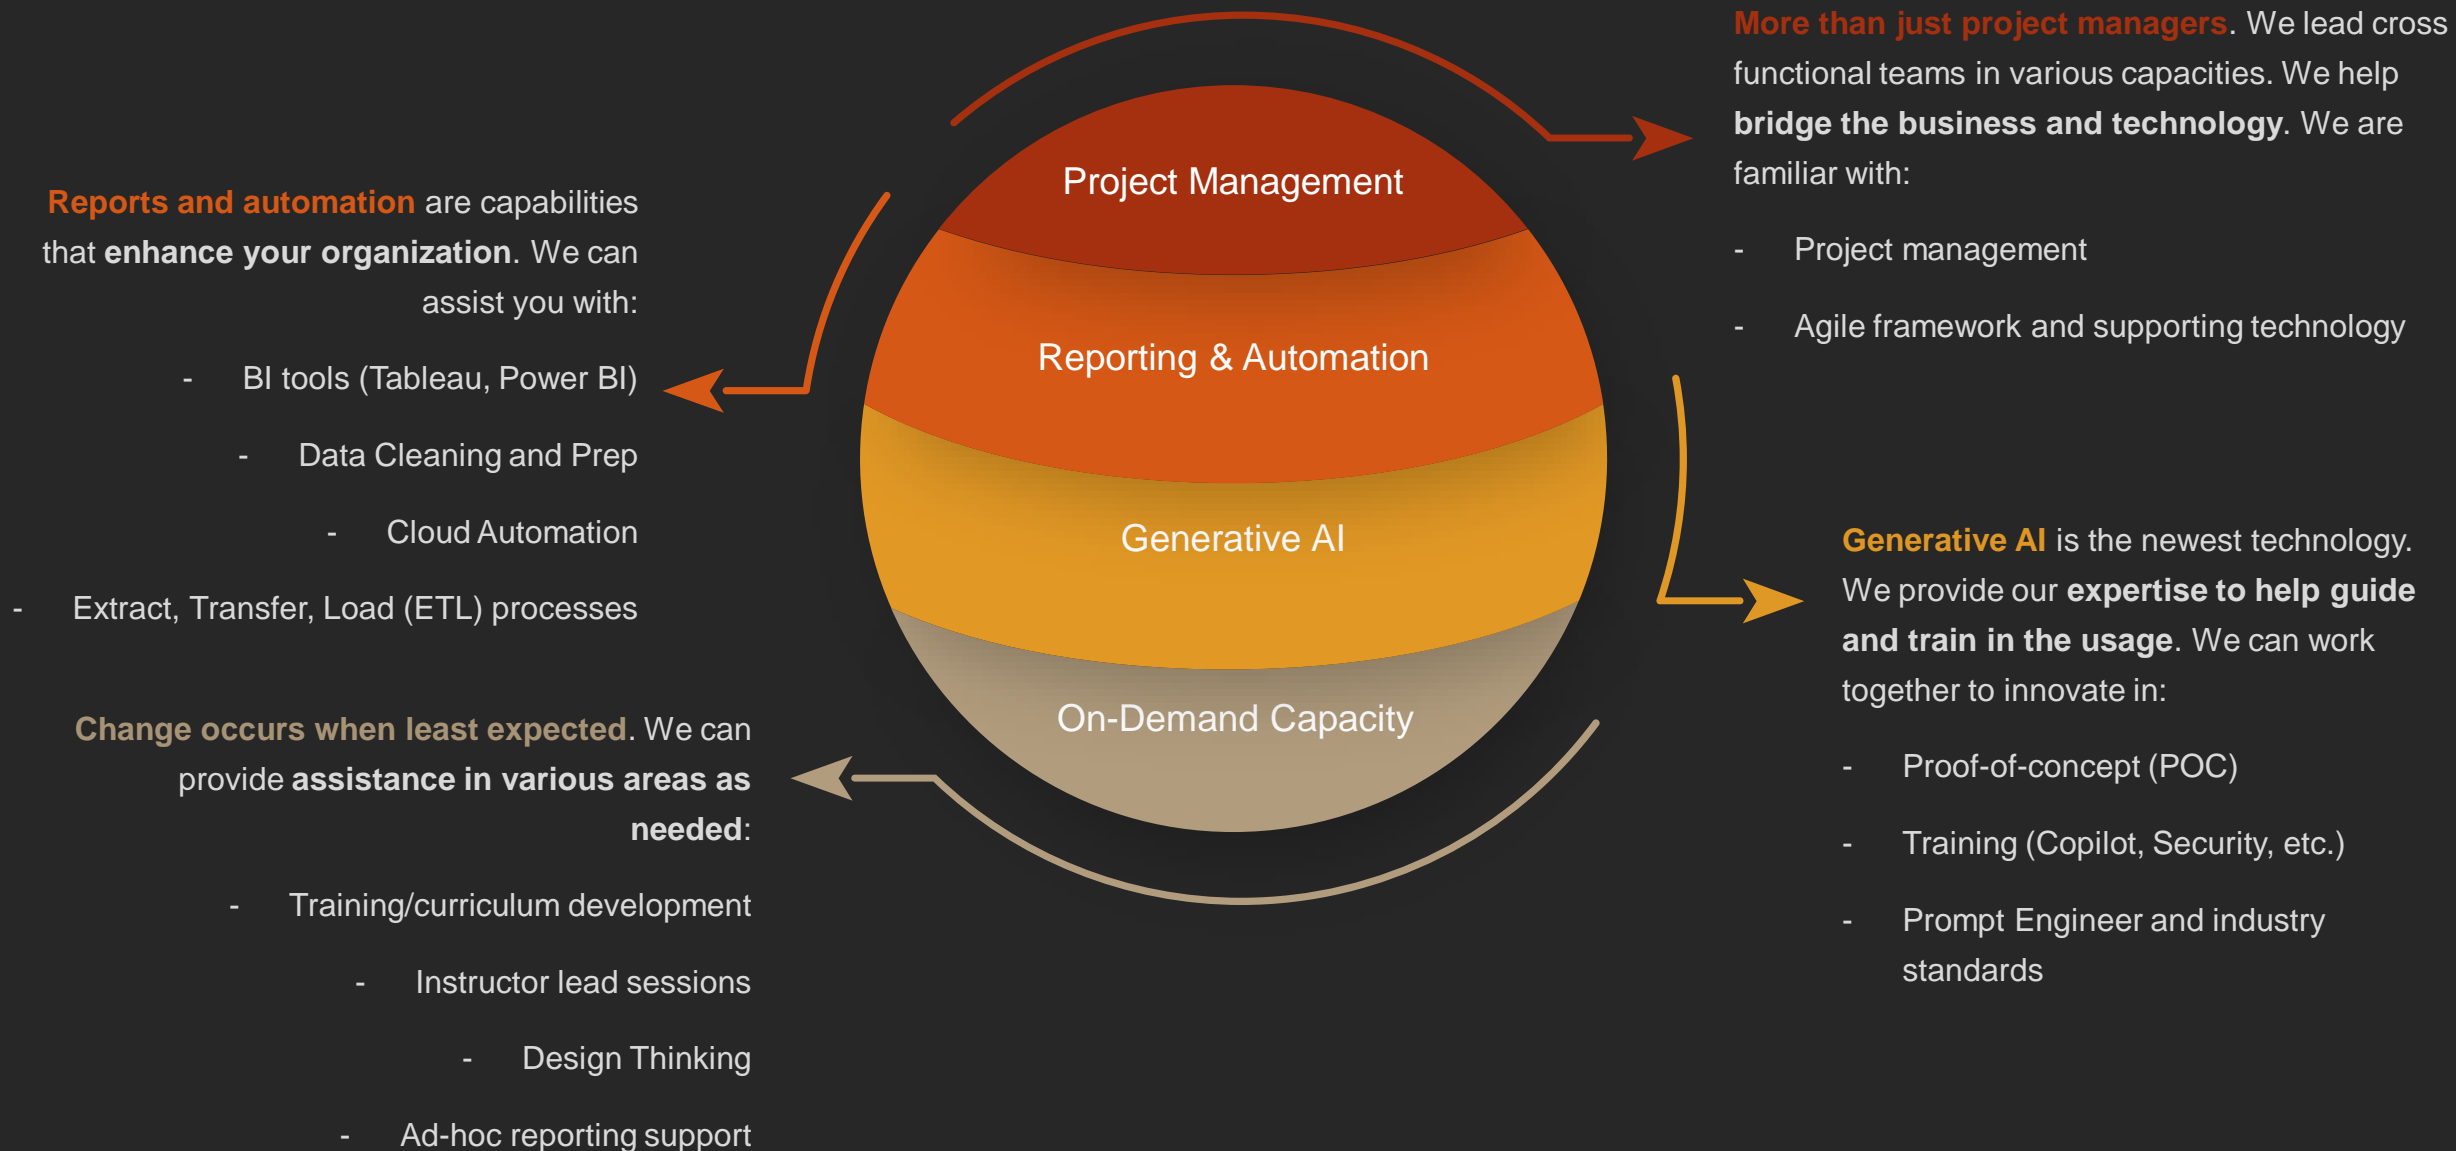 More than just project managers. We lead cross
functional teams in various capacities. We help
bridge the business and technology. We are
familiar with:
- Project management
- Agile framework and supporting technology
Project Management
Reporting & Automation
Generative AI
On-Demand Capacity
Reports and automation are capabilities
that enhance your organization. We can
assist you with:
- BI tools (Tableau, Power BI)
- Data Cleaning and Prep
- Cloud Automation
- Extract, Transfer, Load (ETL) processes
Generative AI is the newest technology.
We provide our expertise to help guide
and train in the usage. We can work
together to innovate in:
- Proof-of-concept (POC)
- Training (Copilot, Security, etc.)
- Prompt Engineer and industry
standards
Change occurs when least expected. We can
provide assistance in various areas as
needed:
- Training/curriculum development
- Instructor lead sessions
- Design Thinking
- Ad-hoc reporting support